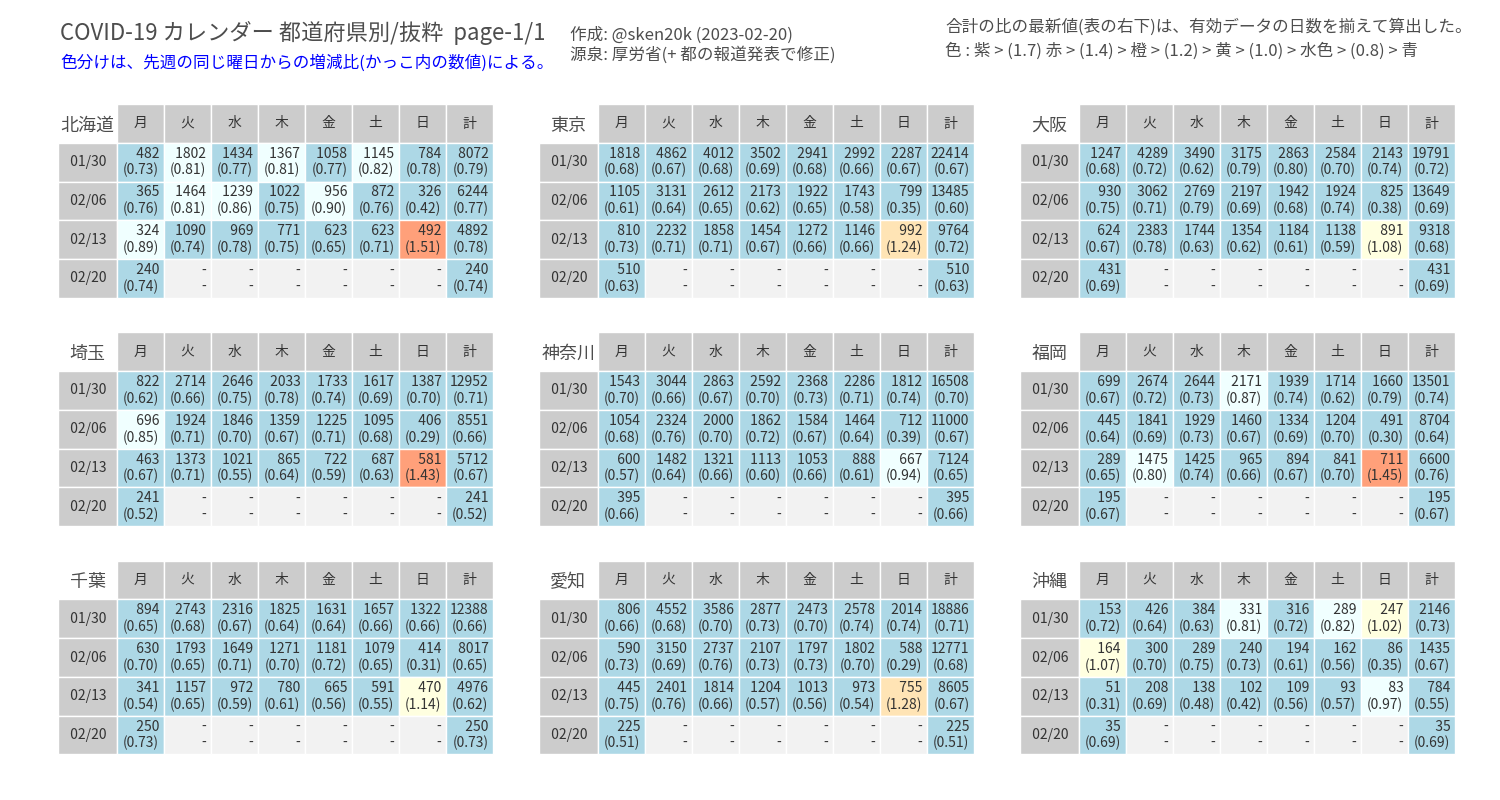 COVID-19 カレンダー 都道府県別/抜粋 page-1/1
色分けは、先週の同じ曜日からの増減比(かっこ内の数値)による。
作成: @sken20k (2023-02-20)
源泉: 厚労省(+ 都の報道発表で修正)
合計の比の最新値(表の右下)は、有効データの日数を揃えて算出した。
色 : 紫 > (1.7) 赤 > (1.4) 橙 > (1.2) > 黄 > (1.0) > 水色 > (0.8) > 青
北海道 月 火 水 木 金 土 日 計
01/30 482 1802 1434 1367 1058 1145 784 8072
(0.73) (0.81) (0.77) (0.81) (0.77) (0.82) (0.78) (0.79)
02/06 365 1464 1239 1022 956 872 326 6244
(0.76) (0.81) (0.86) (0.75) (0.90) (0.76) (0.42) (0.77)
02/13 324 1090 969 771 623 623 492 4892
(0.89) (0.74) (0.78) (0.75) (0.65) (0.71) (1.51) (0.78)
02/20 240 - - - - - - 240
(0.74) - - - - - - (0.74)
東京 月 火 水 木 金 土 日 計
01/30 1818 4862 4012 3502 2941 2992 2287 22414
(0.68) (0.67) (0.68) (0.69) (0.68) (0.66) (0.67) (0.67)
02/06 1105 3131 2612 2173 1922 1743 799 13485
(0.61) (0.64) (0.65) (0.62) (0.65) (0.58) (0.35) (0.60)
02/13 810 2232 1858 1454 1272 1146 992 9764
(0.73) (0.71) (0.71) (0.67) (0.66) (0.66) (1.24) (0.72)
02/20 510 - - - - - - 510
(0.63) - - - - - - (0.63)
大阪 月 火 水 木 金 土 日 計
01/30 1247 4289 3490 3175 2863 2584 2143 19791
(0.68) (0.72) (0.62) (0.79) (0.80) (0.70) (0.74) (0.72)
02/06 930 3062 2769 2197 1942 1924 825 13649
(0.75) (0.71) (0.79) (0.69) (0.68) (0.74) (0.38) (0.69)
02/13 624 2383 1744 1354 1184 1138 891 9318
(0.67) (0.78) (0.63) (0.62) (0.61) (0.59) (1.08) (0.68)
02/20 431 - - - - - - 431
(0.69) - - - - - - (0.69)
埼玉 月 火 水 木 金 土 日 計
01/30 822 2714 2646 2033 1733 1617 1387 12952
(0.62) (0.66) (0.75) (0.78) (0.74) (0.69) (0.70) (0.71)
02/06 696 1924 1846 1359 1225 1095 406 8551
(0.85) (0.71) (0.70) (0.67) (0.71) (0.68) (0.29) (0.66)
02/13 463 1373 1021 865 722 687 581 5712
(0.67) (0.71) (0.55) (0.64) (0.59) (0.63) (1.43) (0.67)
02/20 241 - - - - - - 241
(0.52) - - - - - - (0.52)
神奈川 月 火 水 木 金 土 日 計
01/30 1543 3044 2863 2592 2368 2286 1812 16508
(0.70) (0.66) (0.67) (0.70) (0.73) (0.71) (0.74) (0.70)
02/06 1054 2324 2000 1862 1584 1464 712 11000
(0.68) (0.76) (0.70) (0.72) (0.67) (0.64) (0.39) (0.67)
02/13 600 1482 1321 1113 1053 888 667 7124
(0.57) (0.64) (0.66) (0.60) (0.66) (0.61) (0.94) (0.65)
02/20 395 - - - - - - 395
(0.66) - - - - - - (0.66)
福岡 月 火 水 木 金 土 日 計
01/30 699 2674 2644 2171 1939 1714 1660 13501
(0.67) (0.72) (0.73) (0.87) (0.74) (0.62) (0.79) (0.74)
02/06 445 1841 1929 1460 1334 1204 491 8704
(0.64) (0.69) (0.73) (0.67) (0.69) (0.70) (0.30) (0.64)
02/13 289 1475 1425 965 894 841 711 6600
(0.65) (0.80) (0.74) (0.66) (0.67) (0.70) (1.45) (0.76)
02/20 195 - - - - - - 195
(0.67) - - - - - - (0.67)
千葉 月 火 水 木 金 土 日 計
01/30 894 2743 2316 1825 1631 1657 1322 12388
(0.65) (0.68) (0.67) (0.64) (0.64) (0.66) (0.66) (0.66)
02/06 630 1793 1649 1271 1181 1079 414 8017
(0.70) (0.65) (0.71) (0.70) (0.72) (0.65) (0.31) (0.65)
02/13 341 1157 972 780 665 591 470 4976
(0.54) (0.65) (0.59) (0.61) (0.56) (0.55) (1.14) (0.62)
02/20 250 - - - - - - 250
(0.73) - - - - - - (0.73)
愛知 月 火 水 木 金 土 日 計
01/30 806 4552 3586 2877 2473 2578 2014 18886
(0.66) (0.68) (0.70) (0.73) (0.70) (0.74) (0.74) (0.71)
02/06 590 3150 2737 2107 1797 1802 588 12771
(0.73) (0.69) (0.76) (0.73) (0.73) (0.70) (0.29) (0.68)
02/13 445 2401 1814 1204 1013 973 755 8605
(0.75) (0.76) (0.66) (0.57) (0.56) (0.54) (1.28) (0.67)
02/20 225 - - - - - - 225
(0.51) - - - - - - (0.51)
沖縄 月 火 水 木 金 土 日 計
01/30 153 426 384 331 316 289 247 2146
(0.72) (0.64) (0.63) (0.81) (0.72) (0.82) (1.02) (0.73)
02/06 164 300 289 240 194 162 86 1435
(1.07) (0.70) (0.75) (0.73) (0.61) (0.56) (0.35) (0.67)
02/13 51 208 138 102 109 93 83 784
(0.31) (0.69) (0.48) (0.42) (0.56) (0.57) (0.97) (0.55)
02/20 35 - - - - - - 35
(0.69) - - - - - - (0.69)